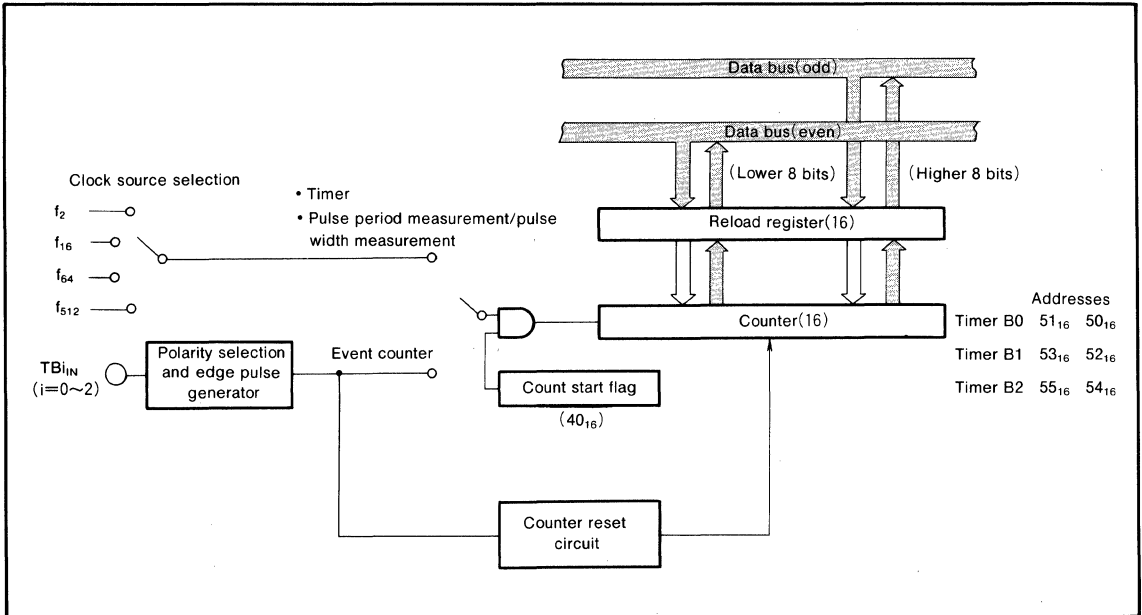 Data bus(odd)
Data bus(even)
(Lower 8 bits)
(Higher 8 bits)
Clock source selection
f₂
f₁₆
f₆₄
f₅₁₂
• Timer
• Pulse period measurement/pulse
width measurement
Reload register(16)
Counter(16)
Addresses
Timer B0 51₁₆ 50₁₆
Timer B1 53₁₆ 52₁₆
Timer B2 55₁₆ 54₁₆
TBiIN
(i=0~2)
Polarity selection
and edge pulse
generator
Event counter
Count start flag
(40₁₆)
Counter reset
circuit